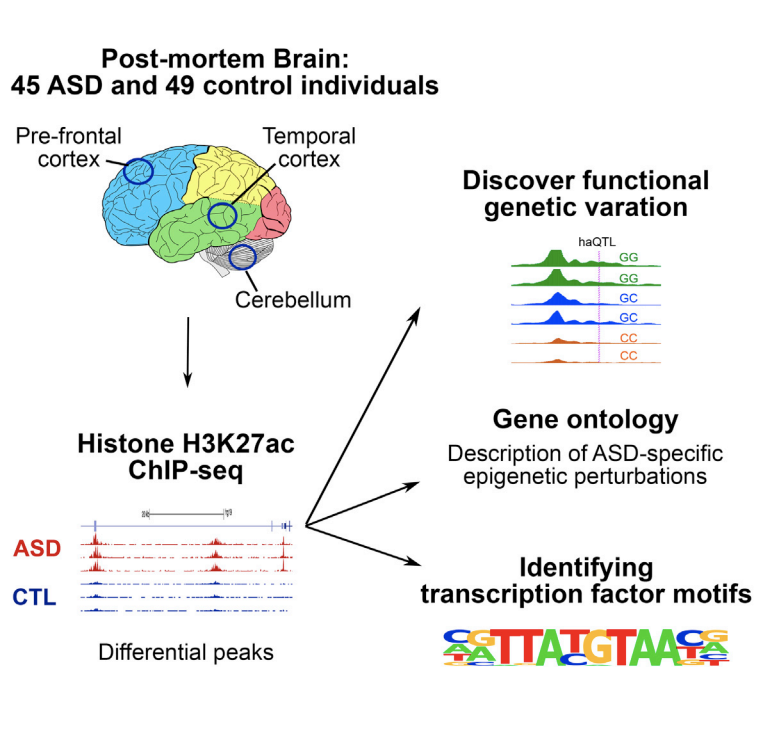 Post-mortem Brain:
45 ASD and 49 control individuals
Pre-frontal
cortex
Temporal
cortex
Cerebellum
Histone H3K27ac
ChIP-seq
ASD
CTL
Differential peaks
Discover functional
genetic varation
haQTL
GG
GG
GC
GC
CC
CC
Gene ontology
Description of ASD-specific
epigenetic perturbations
Identifying
transcription factor motifs
TTATGTAA